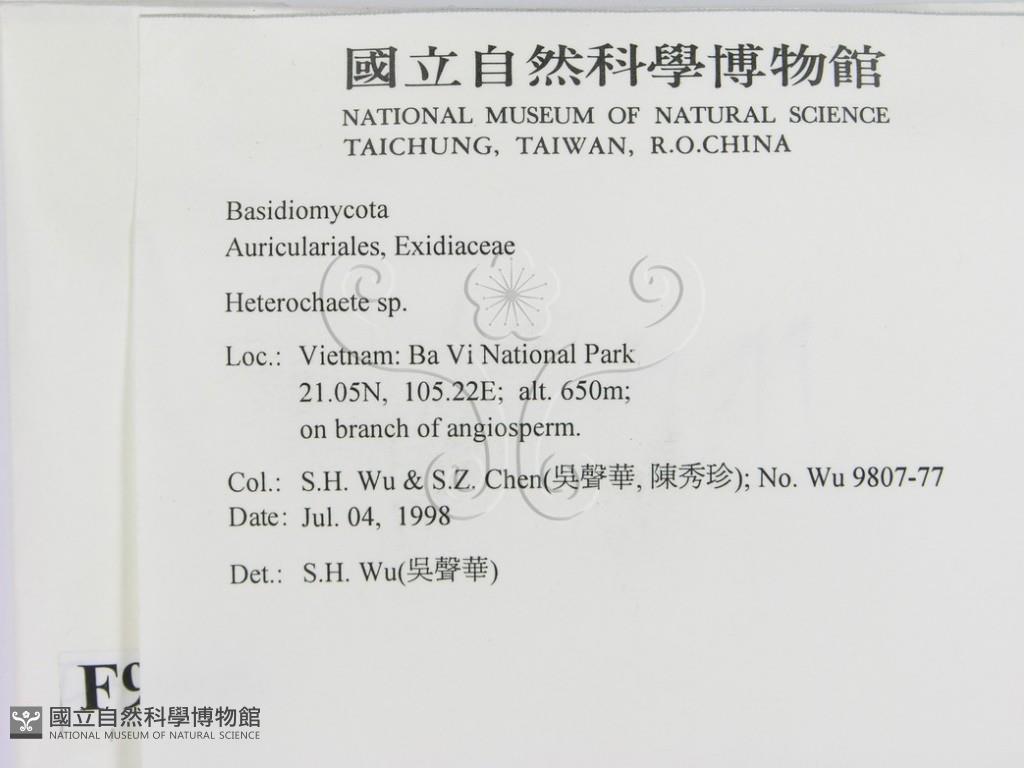 國立自然科學博物館
NATIONAL MUSEUM OF NATURAL SCIENCE
TAICHUNG, TAIWAN, R.O.CHINA
Basidiomycota
Auriculariales, Exidiaceae
Heterochaete sp.
Loc.: Vietnam: Ba Vi National Park
21.05N, 105.22E; alt. 650m;
on branch of angiosperm.
Col.: S.H. Wu & S.Z. Chen(吳聲華, 陳秀珍); No. Wu 9807-77
Date: Jul. 04, 1998
Det.: S.H. Wu(吳聲華)
F9
國立自然科學博物館
NATIONAL MUSEUM OF NATURAL SCIENCE